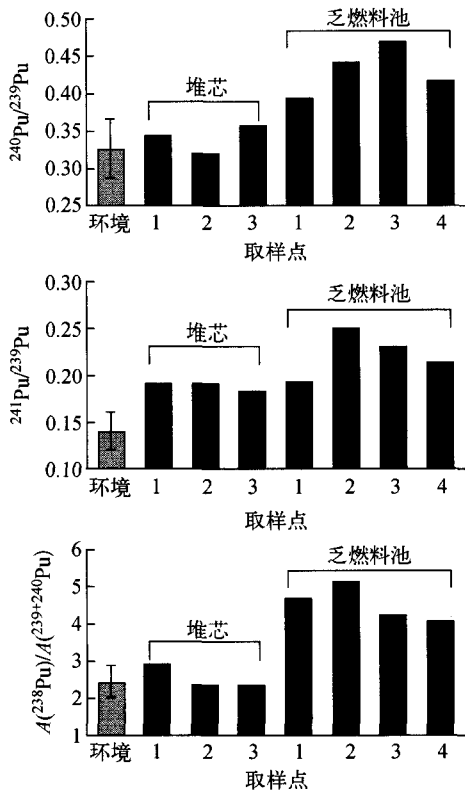 ²⁴⁰Pu/²³⁹Pu
0.50
0.45
0.40
0.35
0.30
0.25
堆芯
乏燃料池
环境 1 2 3 1 2 3 4
取样点
²⁴¹Pu/²³⁹Pu
0.30
0.25
0.20
0.15
0.10
堆芯
乏燃料池
环境 1 2 3 1 2 3 4
取样点
A(²³⁸Pu)/A(²³⁹⁺²⁴⁰Pu)
6
5
4
3
2
1
堆芯
乏燃料池
环境 1 2 3 1 2 3 4
取样点